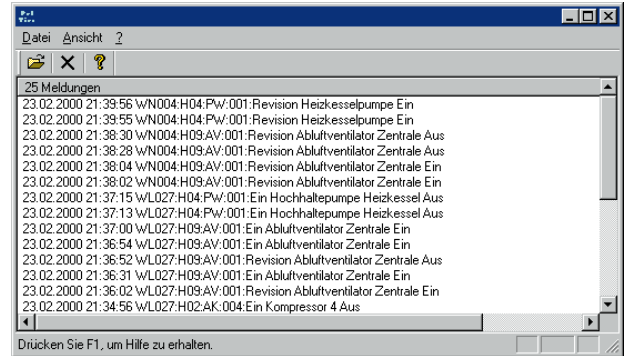 Datei Ansicht ?
25 Meldungen
23.02.2000 21:39:56 WN004:H04:PW:001:Revision Heizkesselpumpe Ein
23.02.2000 21:39:55 WN004:H04:PW:001:Revision Heizkesselpumpe Ein
23.02.2000 21:38:30 WN004:H09:AV:001:Revision Abluftventilator Zentrale Aus
23.02.2000 21:38:28 WN004:H09:AV:001:Revision Abluftventilator Zentrale Aus
23.02.2000 21:38:04 WN004:H09:AV:001:Revision Abluftventilator Zentrale Ein
23.02.2000 21:38:02 WN004:H09:AV:001:Revision Abluftventilator Zentrale Ein
23.02.2000 21:37:15 WL027:H04:PW:001:Ein Hochhaltepumpe Heizkessel Aus
23.02.2000 21:37:13 WL027:H04:PW:001:Ein Hochhaltepumpe Heizkessel Aus
23.02.2000 21:37:00 WL027:H09:AV:001:Ein Abluftventilator Zentrale Ein
23.02.2000 21:36:54 WL027:H09:AV:001:Ein Abluftventilator Zentrale Ein
23.02.2000 21:36:52 WL027:H09:AV:001:Revision Abluftventilator Zentrale Aus
23.02.2000 21:36:31 WL027:H09:AV:001:Ein Abluftventilator Zentrale Ein
23.02.2000 21:36:02 WL027:H09:AV:001:Revision Abluftventilator Zentrale Ein
23.02.2000 21:34:56 WL027:H02:AK:004:Ein Kompressor 4 Aus
Drücken Sie F1, um Hilfe zu erhalten.